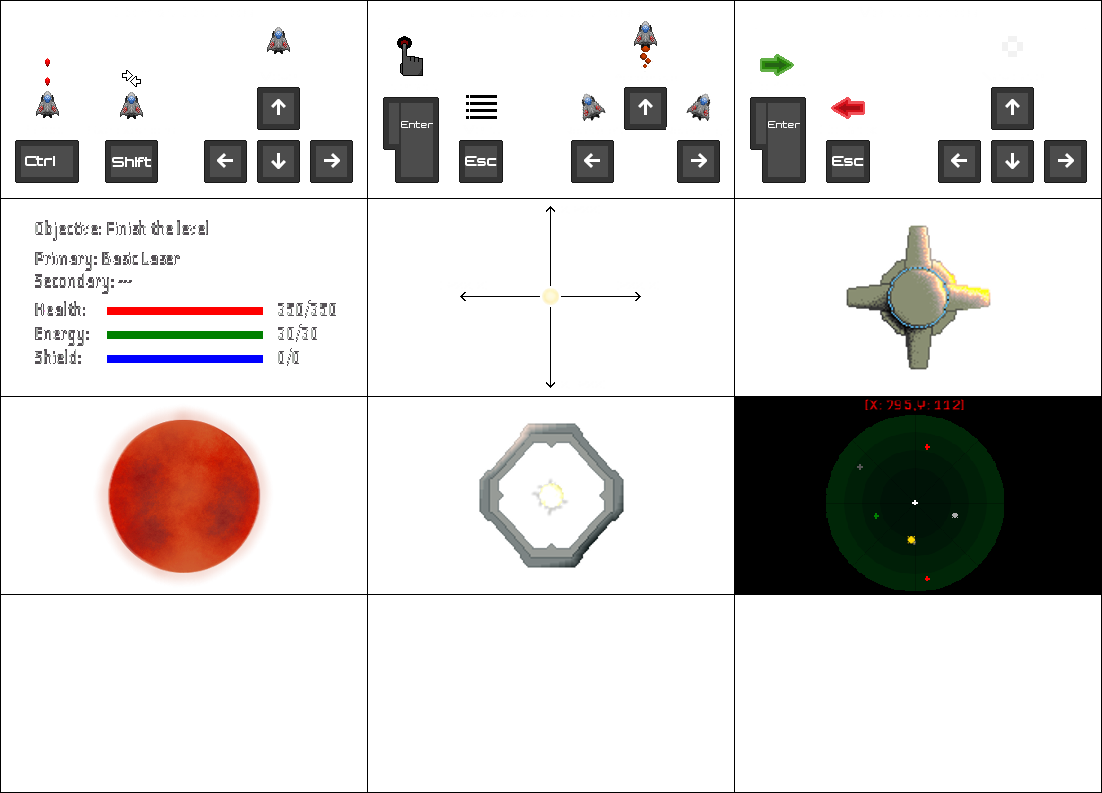 Enter
Enter
Ctrl
Shift
Esc
Esc
Objective: Finish the level
Primary: Basic Laser
Secondary: ---
Health: 350/350
Energy: 50/50
Shield: 0/0
[X: 795,Y: 112]